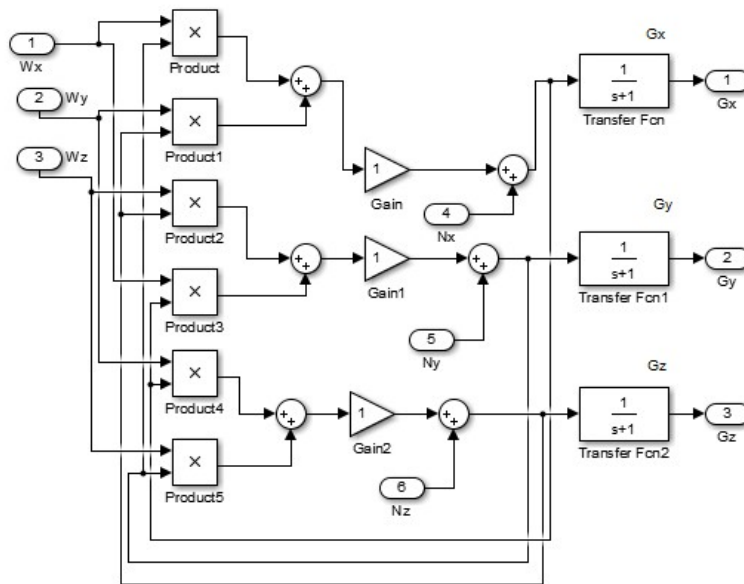 1
Wx
×
Product
+
+
2
Wy
×
Product1
3
Wz
×
Product2
×
Product3
+
+
×
Product4
×
Product5
+
+
1
Gain
1
Gain1
1
Gain2
+
+
4
Nx
+
+
5
Ny
+
+
6
Nz
Gx
1
s+1
Transfer Fcn
1
Gx
Gy
1
s+1
Transfer Fcn1
2
Gy
Gz
1
s+1
Transfer Fcn2
3
Gz